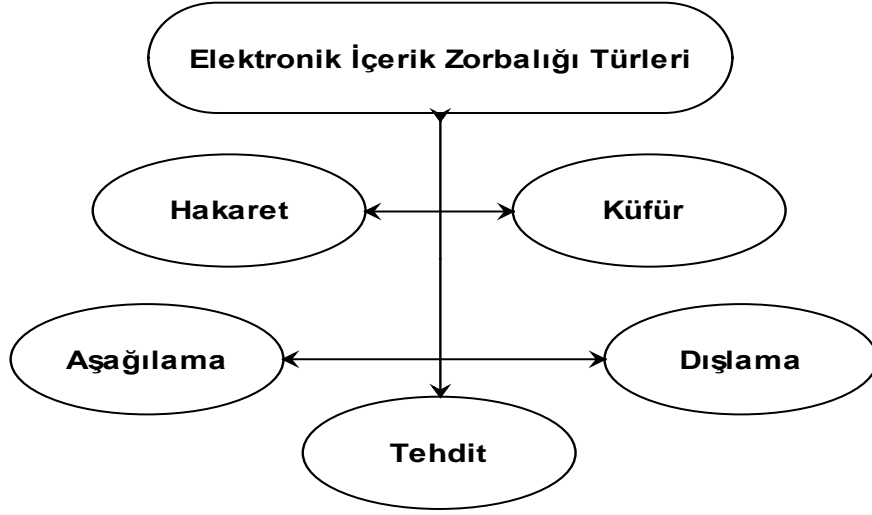 Elektronik İçerik Zorbalığı Türleri
Hakaret
Küfür
Aşağılama
Dışlama
Tehdit